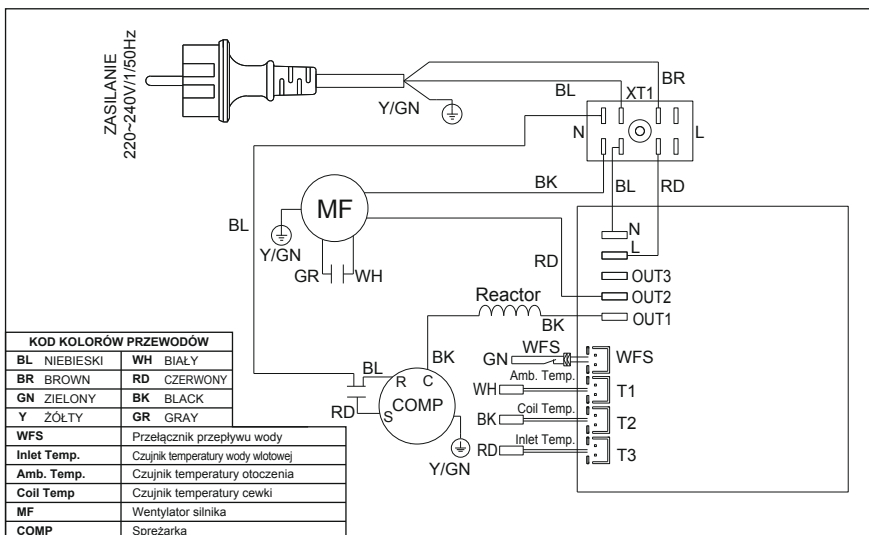 ZASILANIE
220~240V/1/50Hz
Y/GN
BL
BR
XT1
N
L
BK
BL
RD
MF
Y/GN
BL
GR
WH
RD
N
L
OUT3
OUT2
OUT1
Reactor
BK
WFS
GN
WFS
Amb. Temp.
WH
T1
Coil Temp.
BK
T2
Inlet Temp.
RD
T3
BL
BK
R
C
COMP
S
RD
Y/GN
KOD KOLORÓW PRZEWODÓW
BL NIEBIESKI WH BIAŁY
BR BROWN RD CZERWONY
GN ZIELONY BK BLACK
Y ŻÓŁTY GR GRAY
WFS Przełącznik przepływu wody
Inlet Temp. Czujnik temperatury wody wlotowej
Amb. Temp. Czujnik temperatury otoczenia
Coil Temp Czujnik temperatury cewki
MF Wentylator silnika
COMP Sprężarka